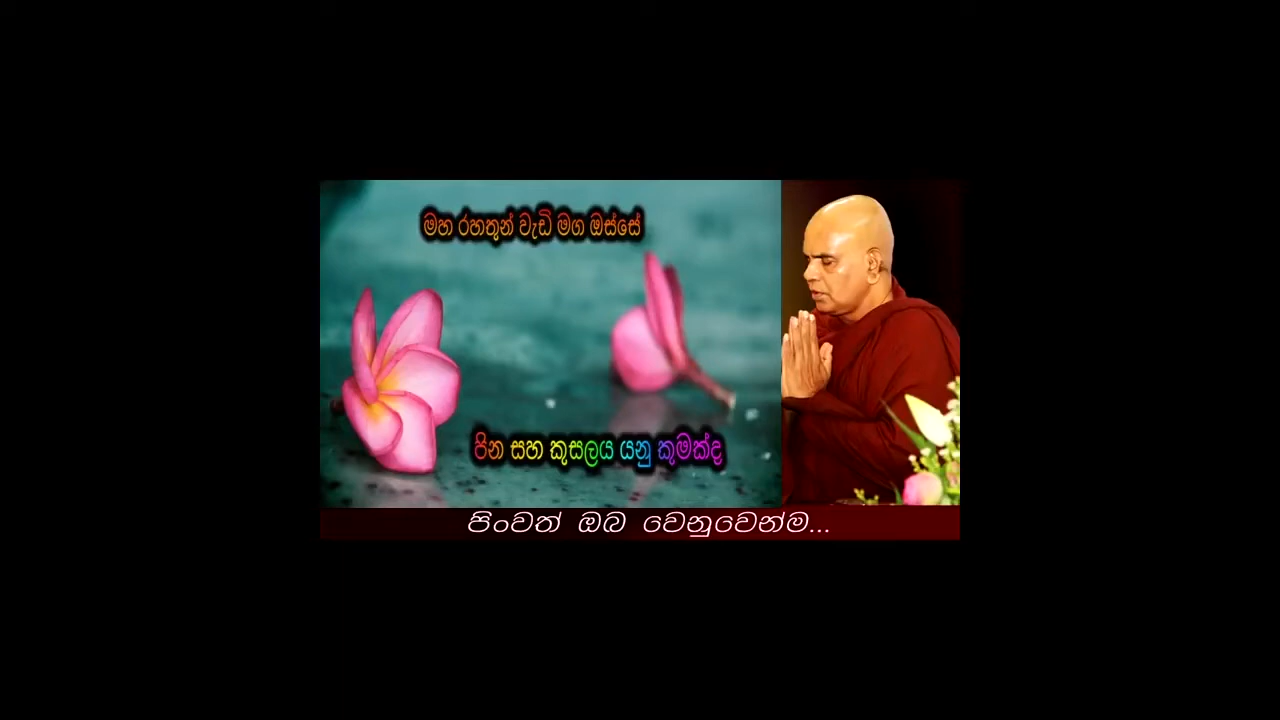 මහ රහතුන් වැඩි මග ඔස්සේ
පින සහ කුසලය යනු කුමක්ද
පිංවත් ඔබ වෙනුවෙන්ම...